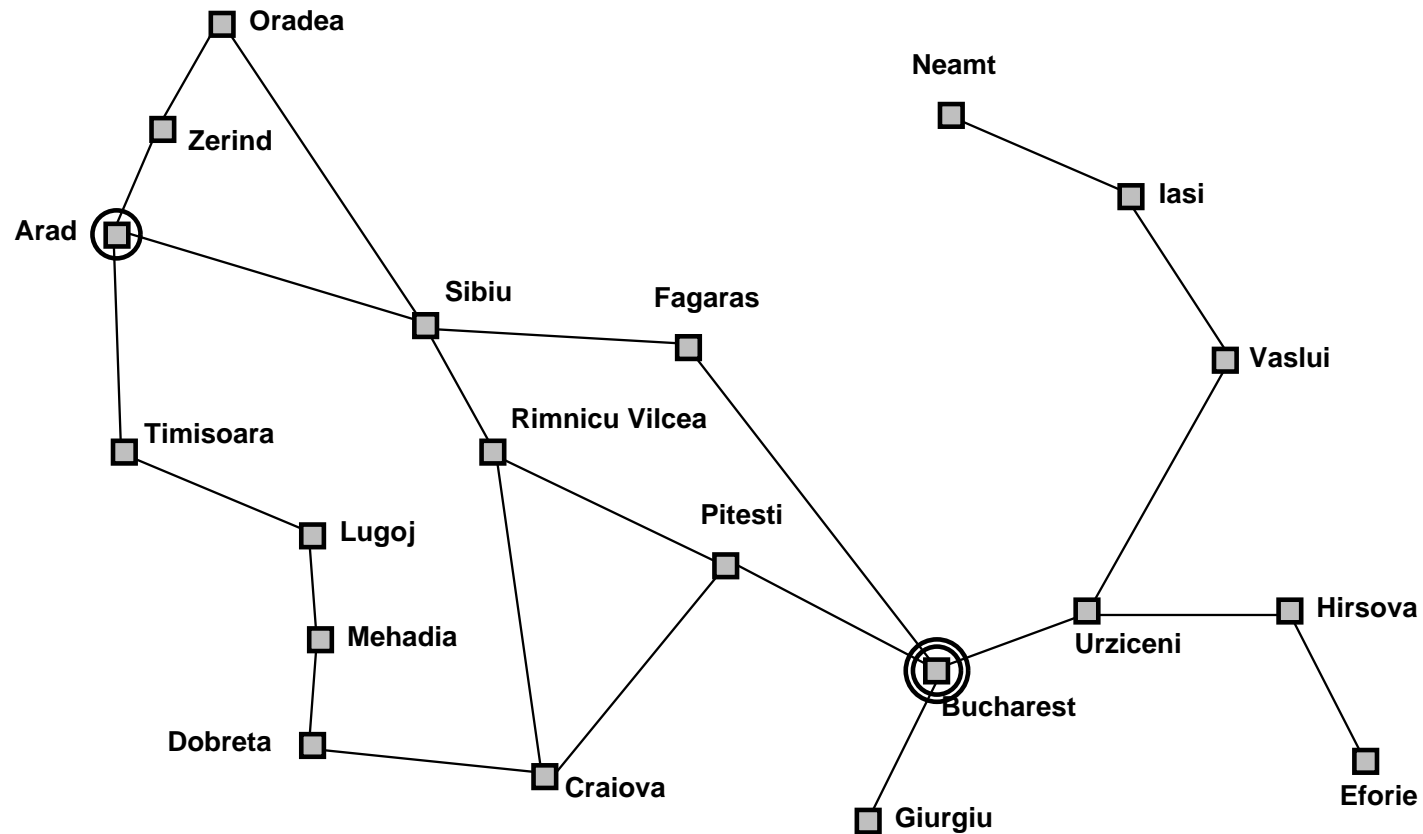 Oradea
Neamt
Zerind
Iasi
Arad
Sibiu
Fagaras
Vaslui
Timisoara
Rimnicu Vilcea
Pitesti
Lugoj
Hirsova
Mehadia
Urziceni
Bucharest
Dobreta
Craiova
Eforie
Giurgiu